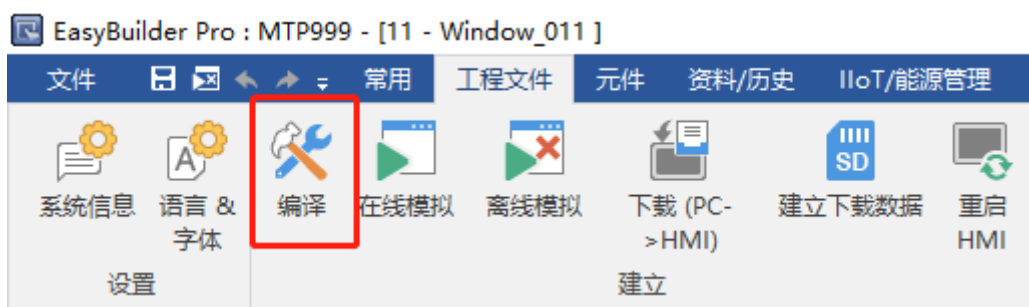 EasyBuilder Pro : MTP999 - [11 - Window_011 ]
文件 常用 工程文件 元件 资料/历史 IIoT/能源管理
系统信息 语言 & 字体 编译 在线模拟 离线模拟 下载 (PC->HMI) 建立下载数据 重启 HMI
A SD
设置 建立